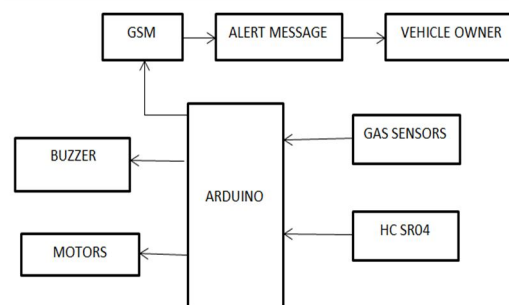 GSM
ALERT MESSAGE
VEHICLE OWNER
GAS SENSORS
BUZZER
ARDUINO
HC SR04
MOTORS